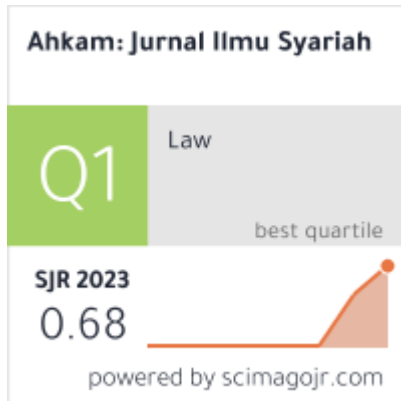 Ahkam: Jurnal Ilmu Syariah
Q1
Law
best quartile
SJR 2023
0.68
powered by scimagojr.com